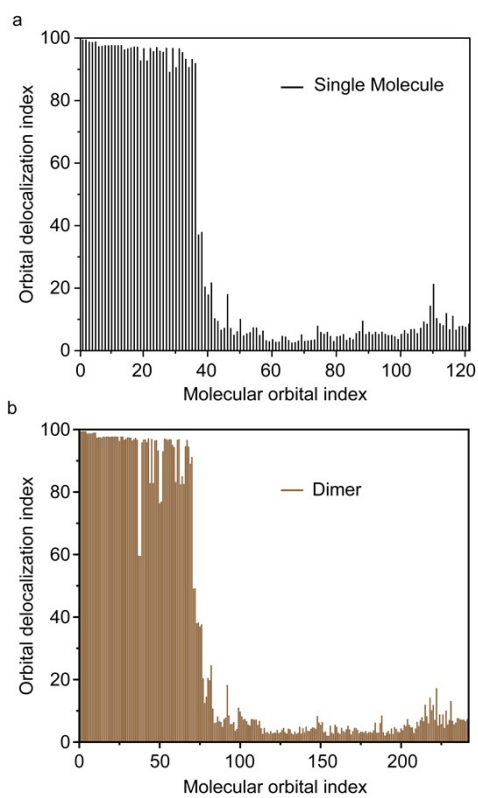 a
100
80
60
40
20
0
Orbital delocalization index
Single Molecule
0 20 40 60 80 100 120
Molecular orbital index
b
100
80
60
40
20
0
Orbital delocalization index
Dimer
0 50 100 150 200
Molecular orbital index